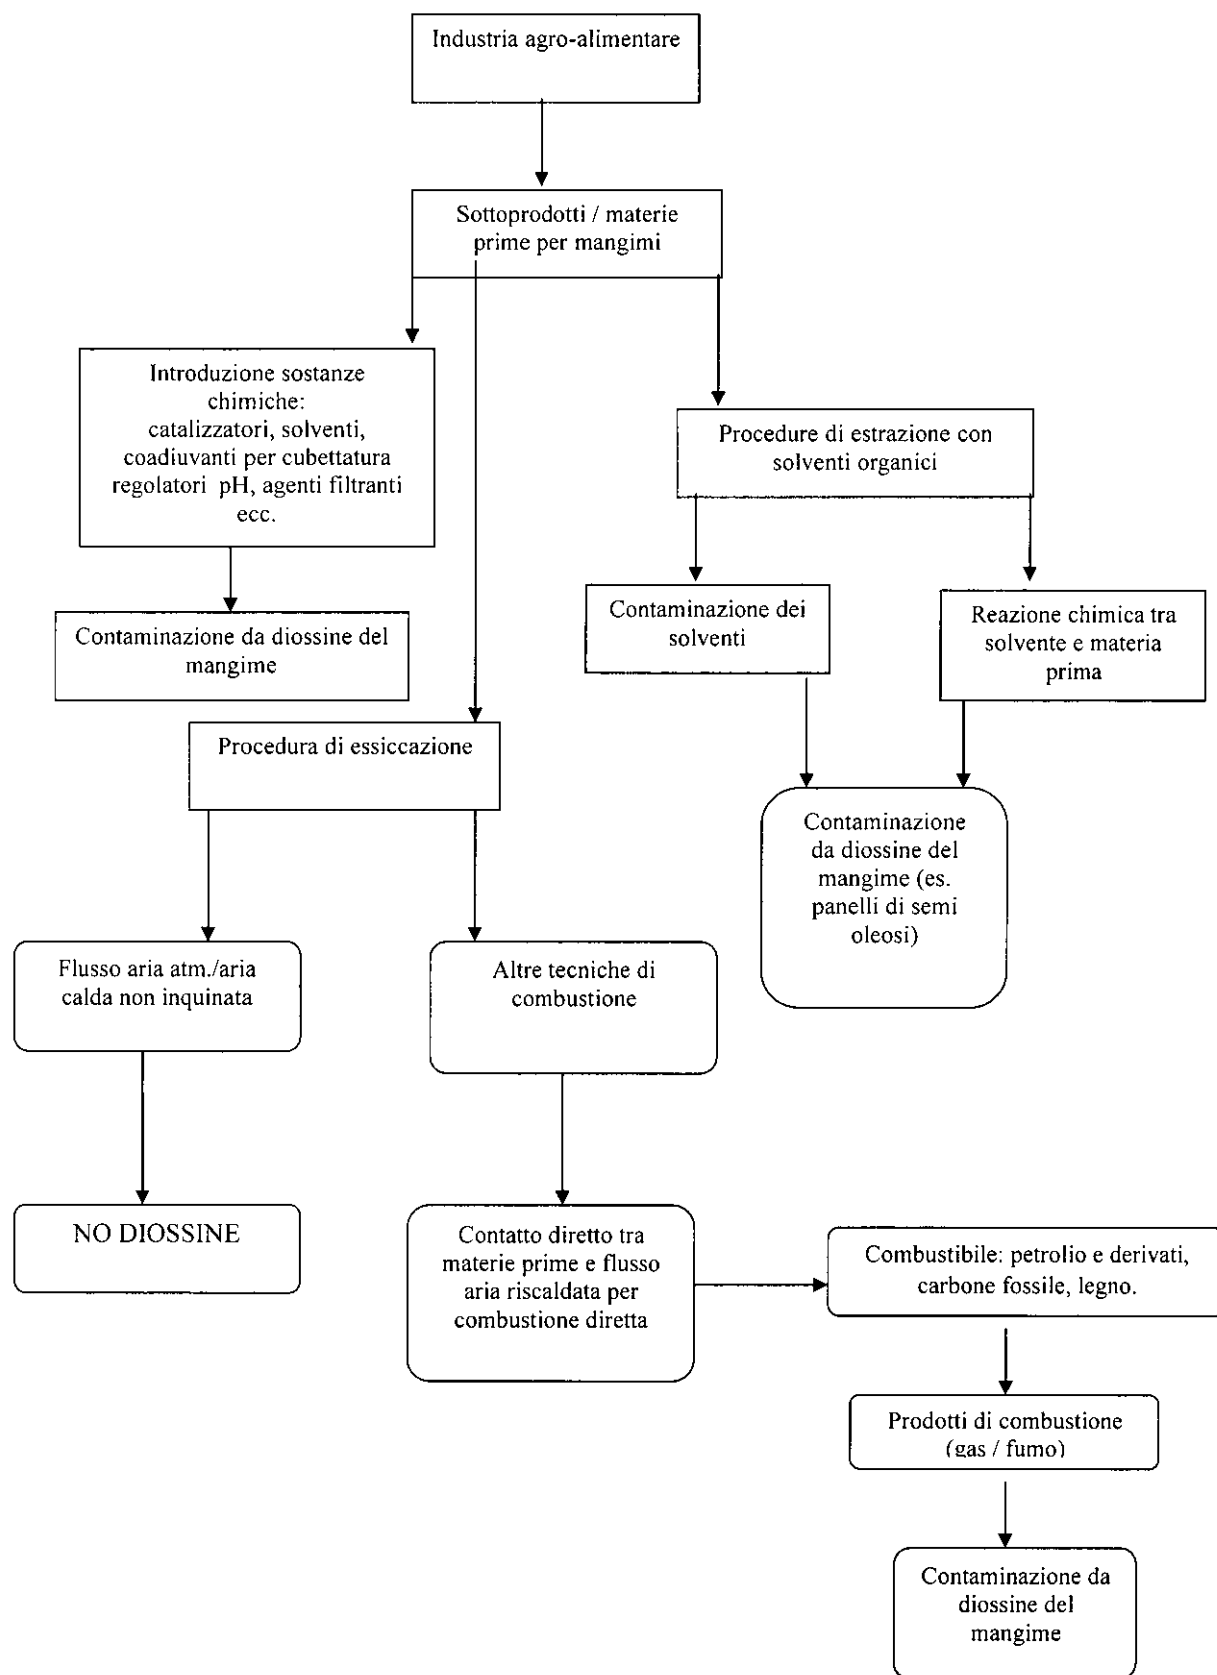 Industria agro-alimentare
Sottoprodotti / materie
prime per mangimi
Introduzione sostanze
chimiche:
catalizzatori, solventi,
coadiuvanti per cubettatura
regolatori pH, agenti filtranti
ecc.
Procedure di estrazione con
solventi organici
Contaminazione da diossine del
mangime
Contaminazione dei
solventi
Reazione chimica tra
solvente e materia
prima
Procedura di essiccazione
Contaminazione
da diossine del
mangime (es.
panelli di semi
oleosi)
Flusso aria atm./aria
calda non inquinata
Altre tecniche di
combustione
NO DIOSSINE
Contatto diretto tra
materie prime e flusso
aria riscaldata per
combustione diretta
Combustibile: petrolio e derivati,
carbone fossile, legno.
Prodotti di combustione
(gas / fumo)
Contaminazione da
diossine del
mangime